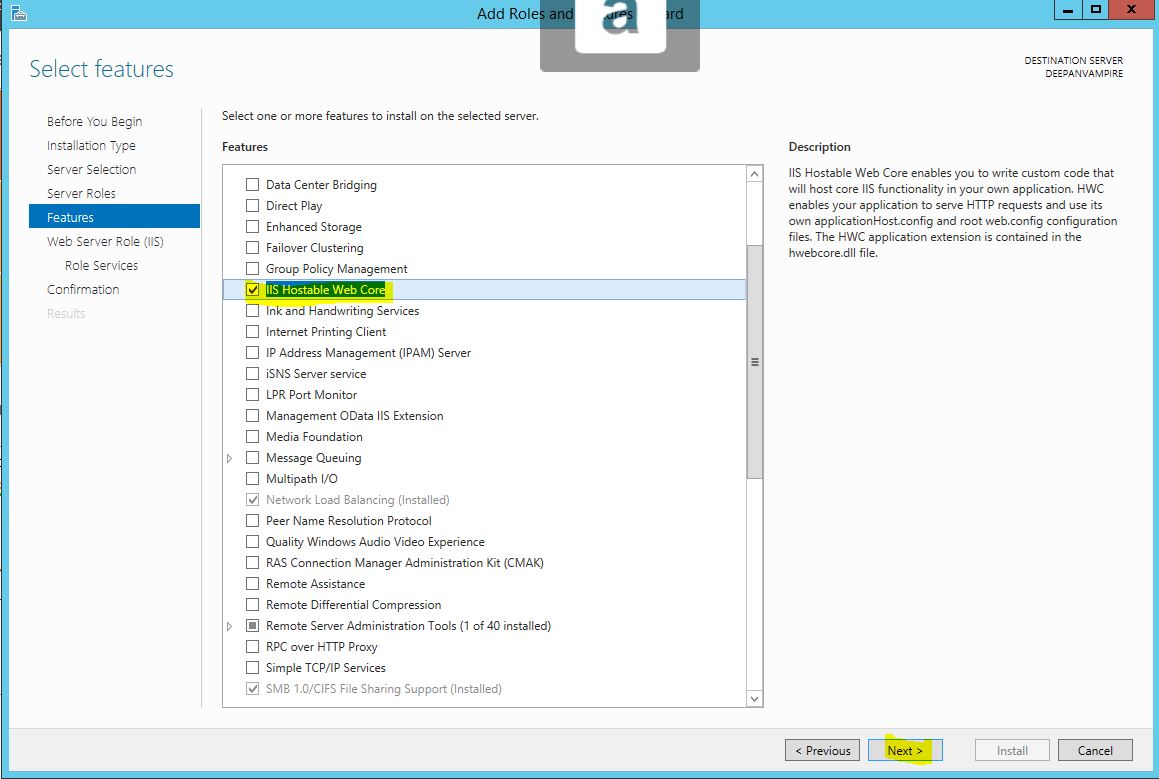 Add Roles and Features Wizard
a
Select features
DESTINATION SERVER
DEEPANVAMPIRE
Before You Begin
Installation Type
Server Selection
Server Roles
Features
Web Server Role (IIS)
Role Services
Confirmation
Results
Select one or more features to install on the selected server.
Features
Data Center Bridging
Direct Play
Enhanced Storage
Failover Clustering
Group Policy Management
IIS Hostable Web Core
Ink and Handwriting Services
Internet Printing Client
IP Address Management (IPAM) Server
iSNS Server service
LPR Port Monitor
Management OData IIS Extension
Media Foundation
Message Queuing
Multipath I/O
Network Load Balancing (Installed)
Peer Name Resolution Protocol
Quality Windows Audio Video Experience
RAS Connection Manager Administration Kit (CMAK)
Remote Assistance
Remote Differential Compression
Remote Server Administration Tools (1 of 40 installed)
RPC over HTTP Proxy
Simple TCP/IP Services
SMB 1.0/CIFS File Sharing Support (Installed)
Description
IIS Hostable Web Core enables you to write custom code that
will host core IIS functionality in your own application. HWC
enables your application to serve HTTP requests and use its
own applicationHost.config and root web.config configuration
files. The HWC application extension is contained in the
hwebcore.dll file.
< Previous
Next >
Install
Cancel